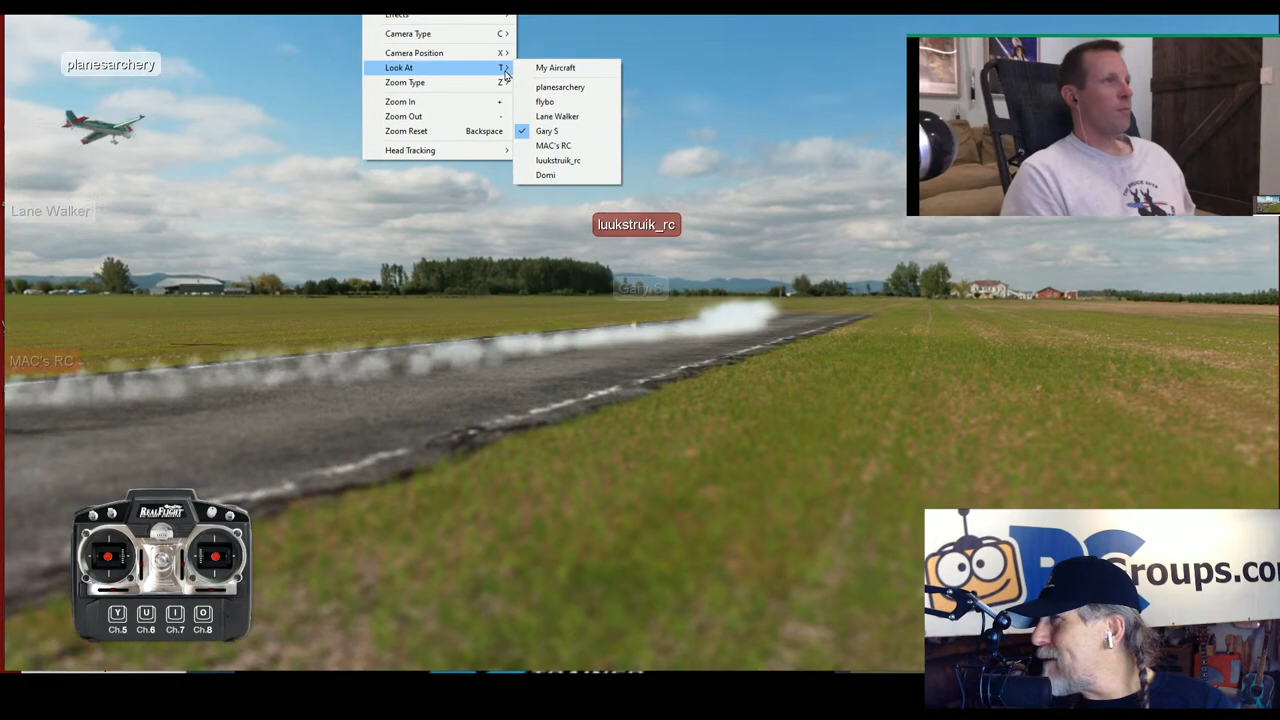 Effects
Camera Type C
Camera Position X
Look At T
Zoom Type Z
Zoom In +
Zoom Out -
Zoom Reset Backspace
Head Tracking
My Aircraft
planesarchery
flybo
Lane Walker
Gary S
MAC's RC
luukstruik_rc
Domi
planesarchery
Lane Walker
luukstruik_rc
Gary S
MAC's RC
REALFLIGHT
Y U I O
Ch.5 Ch.6 Ch.7 Ch.8
RCGroups.co